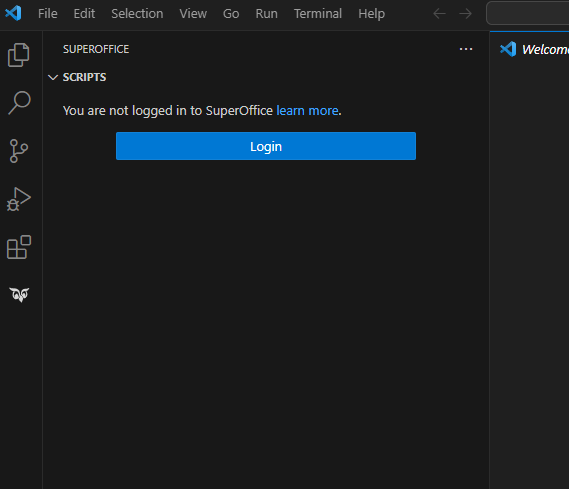 File Edit Selection View Go Run Terminal Help
SUPEROFFICE
Welcome
SCRIPTS
You are not logged in to SuperOffice learn more.
Login